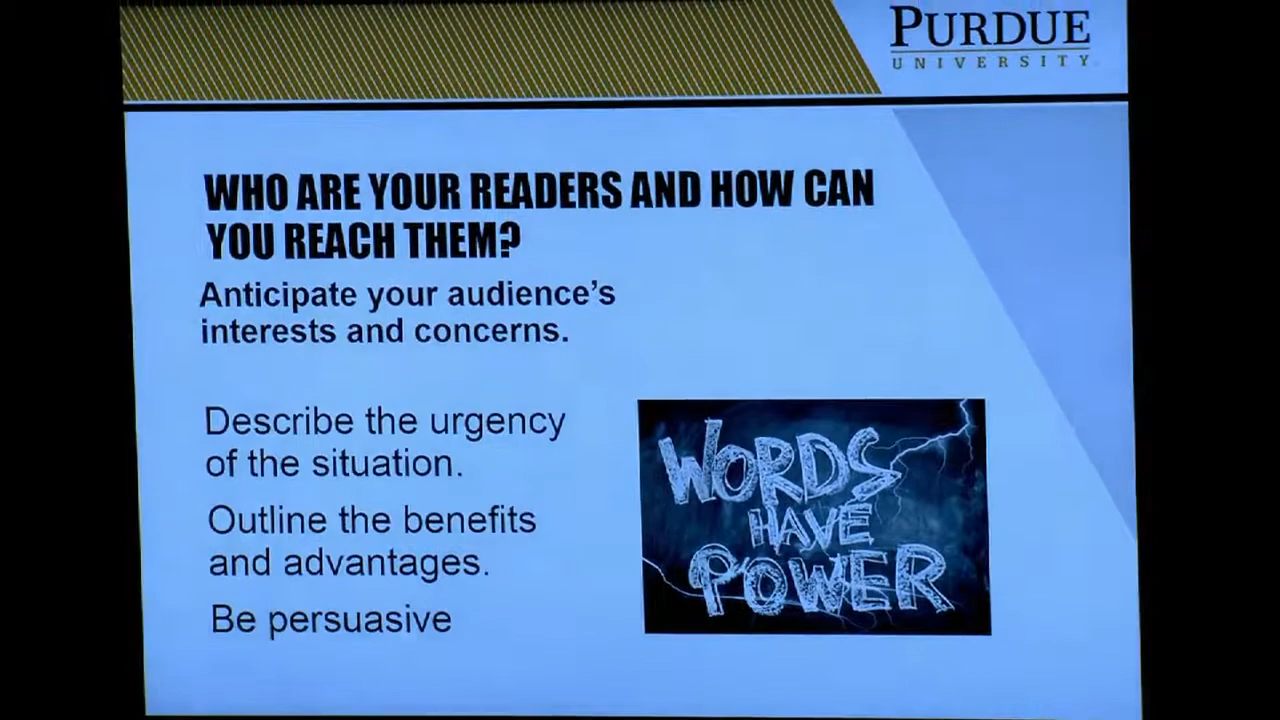 PURDUE
UNIVERSITY
WHO ARE YOUR READERS AND HOW CAN
YOU REACH THEM?
Anticipate your audience's
interests and concerns.
Describe the urgency
of the situation.
Outline the benefits
and advantages.
Be persuasive
WORDS
HAVE
POWER